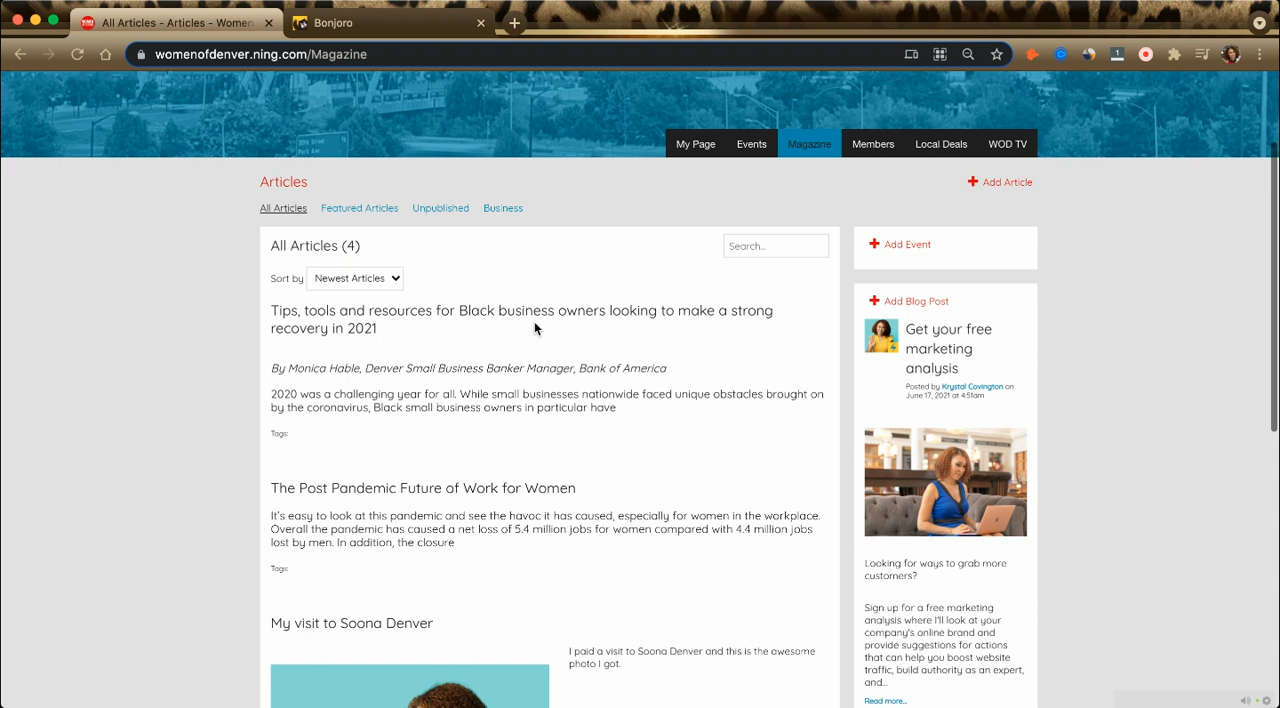 All Articles - Articles - Women
Bonjoro
womenofdenver.ning.com/Magazine
My Page
Events
Magazine
Members
Local Deals
WOD TV
Articles
Add Article
All Articles
Featured Articles
Unpublished
Business
All Articles (4)
Search...
Sort by
Newest Articles
Tips, tools and resources for Black business owners looking to make a strong
recovery in 2021
By Monica Hable, Denver Small Business Banker Manager, Bank of America
2020 was a challenging year for all. While small businesses nationwide faced unique obstacles brought on
by the coronavirus, Black small business owners in particular have
Tags:
The Post Pandemic Future of Work for Women
It's easy to look at this pandemic and see the havoc it has caused, especially for women in the workplace.
Overall the pandemic has caused a net loss of 5.4 million jobs for women compared with 4.4 million jobs
lost by men. In addition, the closure
Tags:
My visit to Soona Denver
I paid a visit to Soona Denver and this is the awesome
photo I got.
Add Event
Add Blog Post
Get your free
marketing
analysis
Posted by Krystal Covington on
June 17, 2021 at 4:51am
Looking for ways to grab more
customers?
Sign up for a free marketing
analysis where I'll look at your
company's online brand and
provide suggestions for actions
that can help you boost website
traffic, build authority as an expert,
and...
Read more...